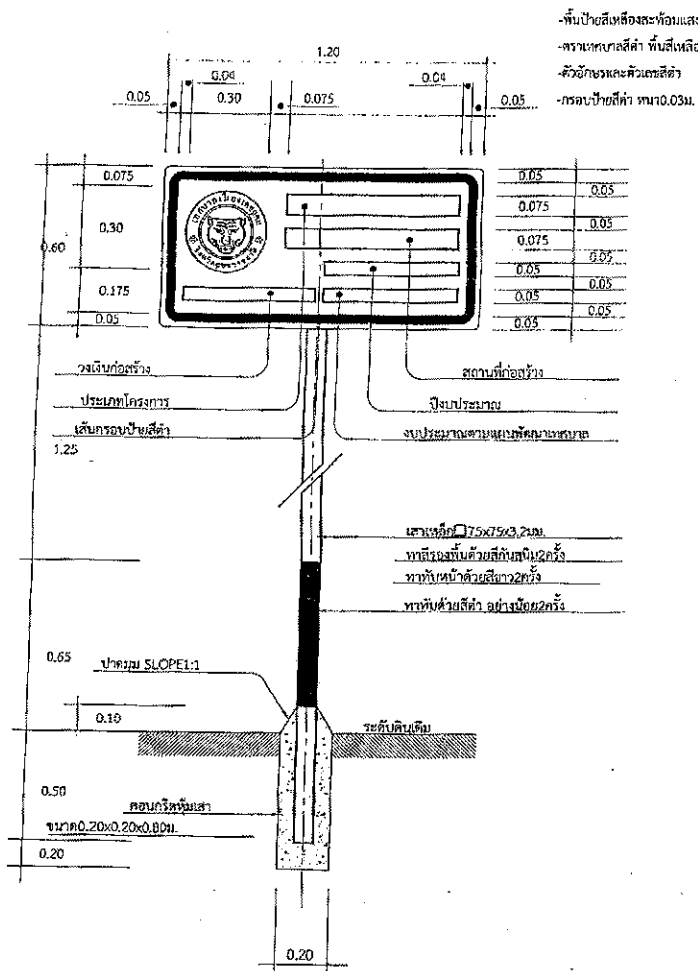 -พื้นป้ายสีเหลืองสะท้อนแสง
-ตราเทศบาลสีดำ พื้นสีเหลือ
-ตัวอักษรและตัวเลขสีดำ
-กรอบป้ายสีดำ หนา0.03ม.
1.20
0.04 0.04
0.05 0.30 0.075 0.05
0.075
0.30
0.60
0.175
0.05
0.05
0.05
0.075
0.05
0.075
0.05
0.05
0.05
0.05
0.05
0.05
วงเงินก่อสร้าง
สถานที่ก่อสร้าง
ประเภทโครงการ
ปีงบประมาณ
เส้นกรอบป้ายสีดำ
งบประมาณตามแผนพัฒนาเทศบาล
1.25
เสาเหล็ก 75x75x3.2มม.
ทาสีรองพื้นด้วยสีกันสนิม2ครั้ง
ทาทับหน้าด้วยสีขาว2ครั้ง
ทาทับด้วยสีดำ อย่างน้อย2ครั้ง
0.65
ปาดมุม SLOPE1:1
0.10
ระดับดินเดิม
0.50
คอนกรีตหุ้มเสา
ขนาด0.20x0.20x0.80ม.
0.20
0.20